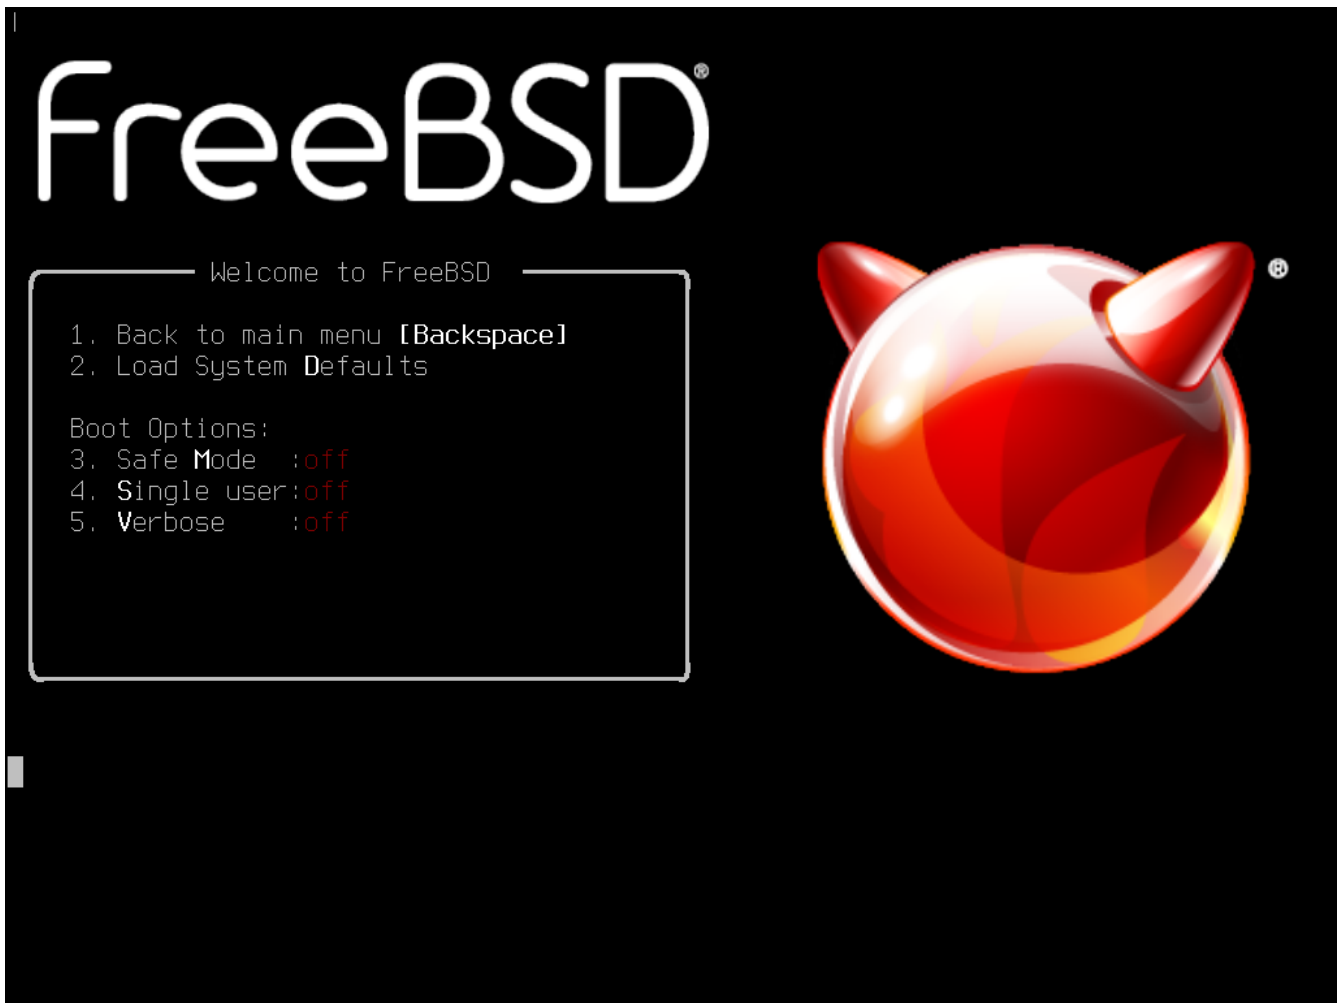 FreeBSD®
Welcome to FreeBSD
1. Back to main menu [Backspace]
2. Load System Defaults
Boot Options:
3. Safe Mode  :off
4. Single user:off
5. Verbose    :off
®